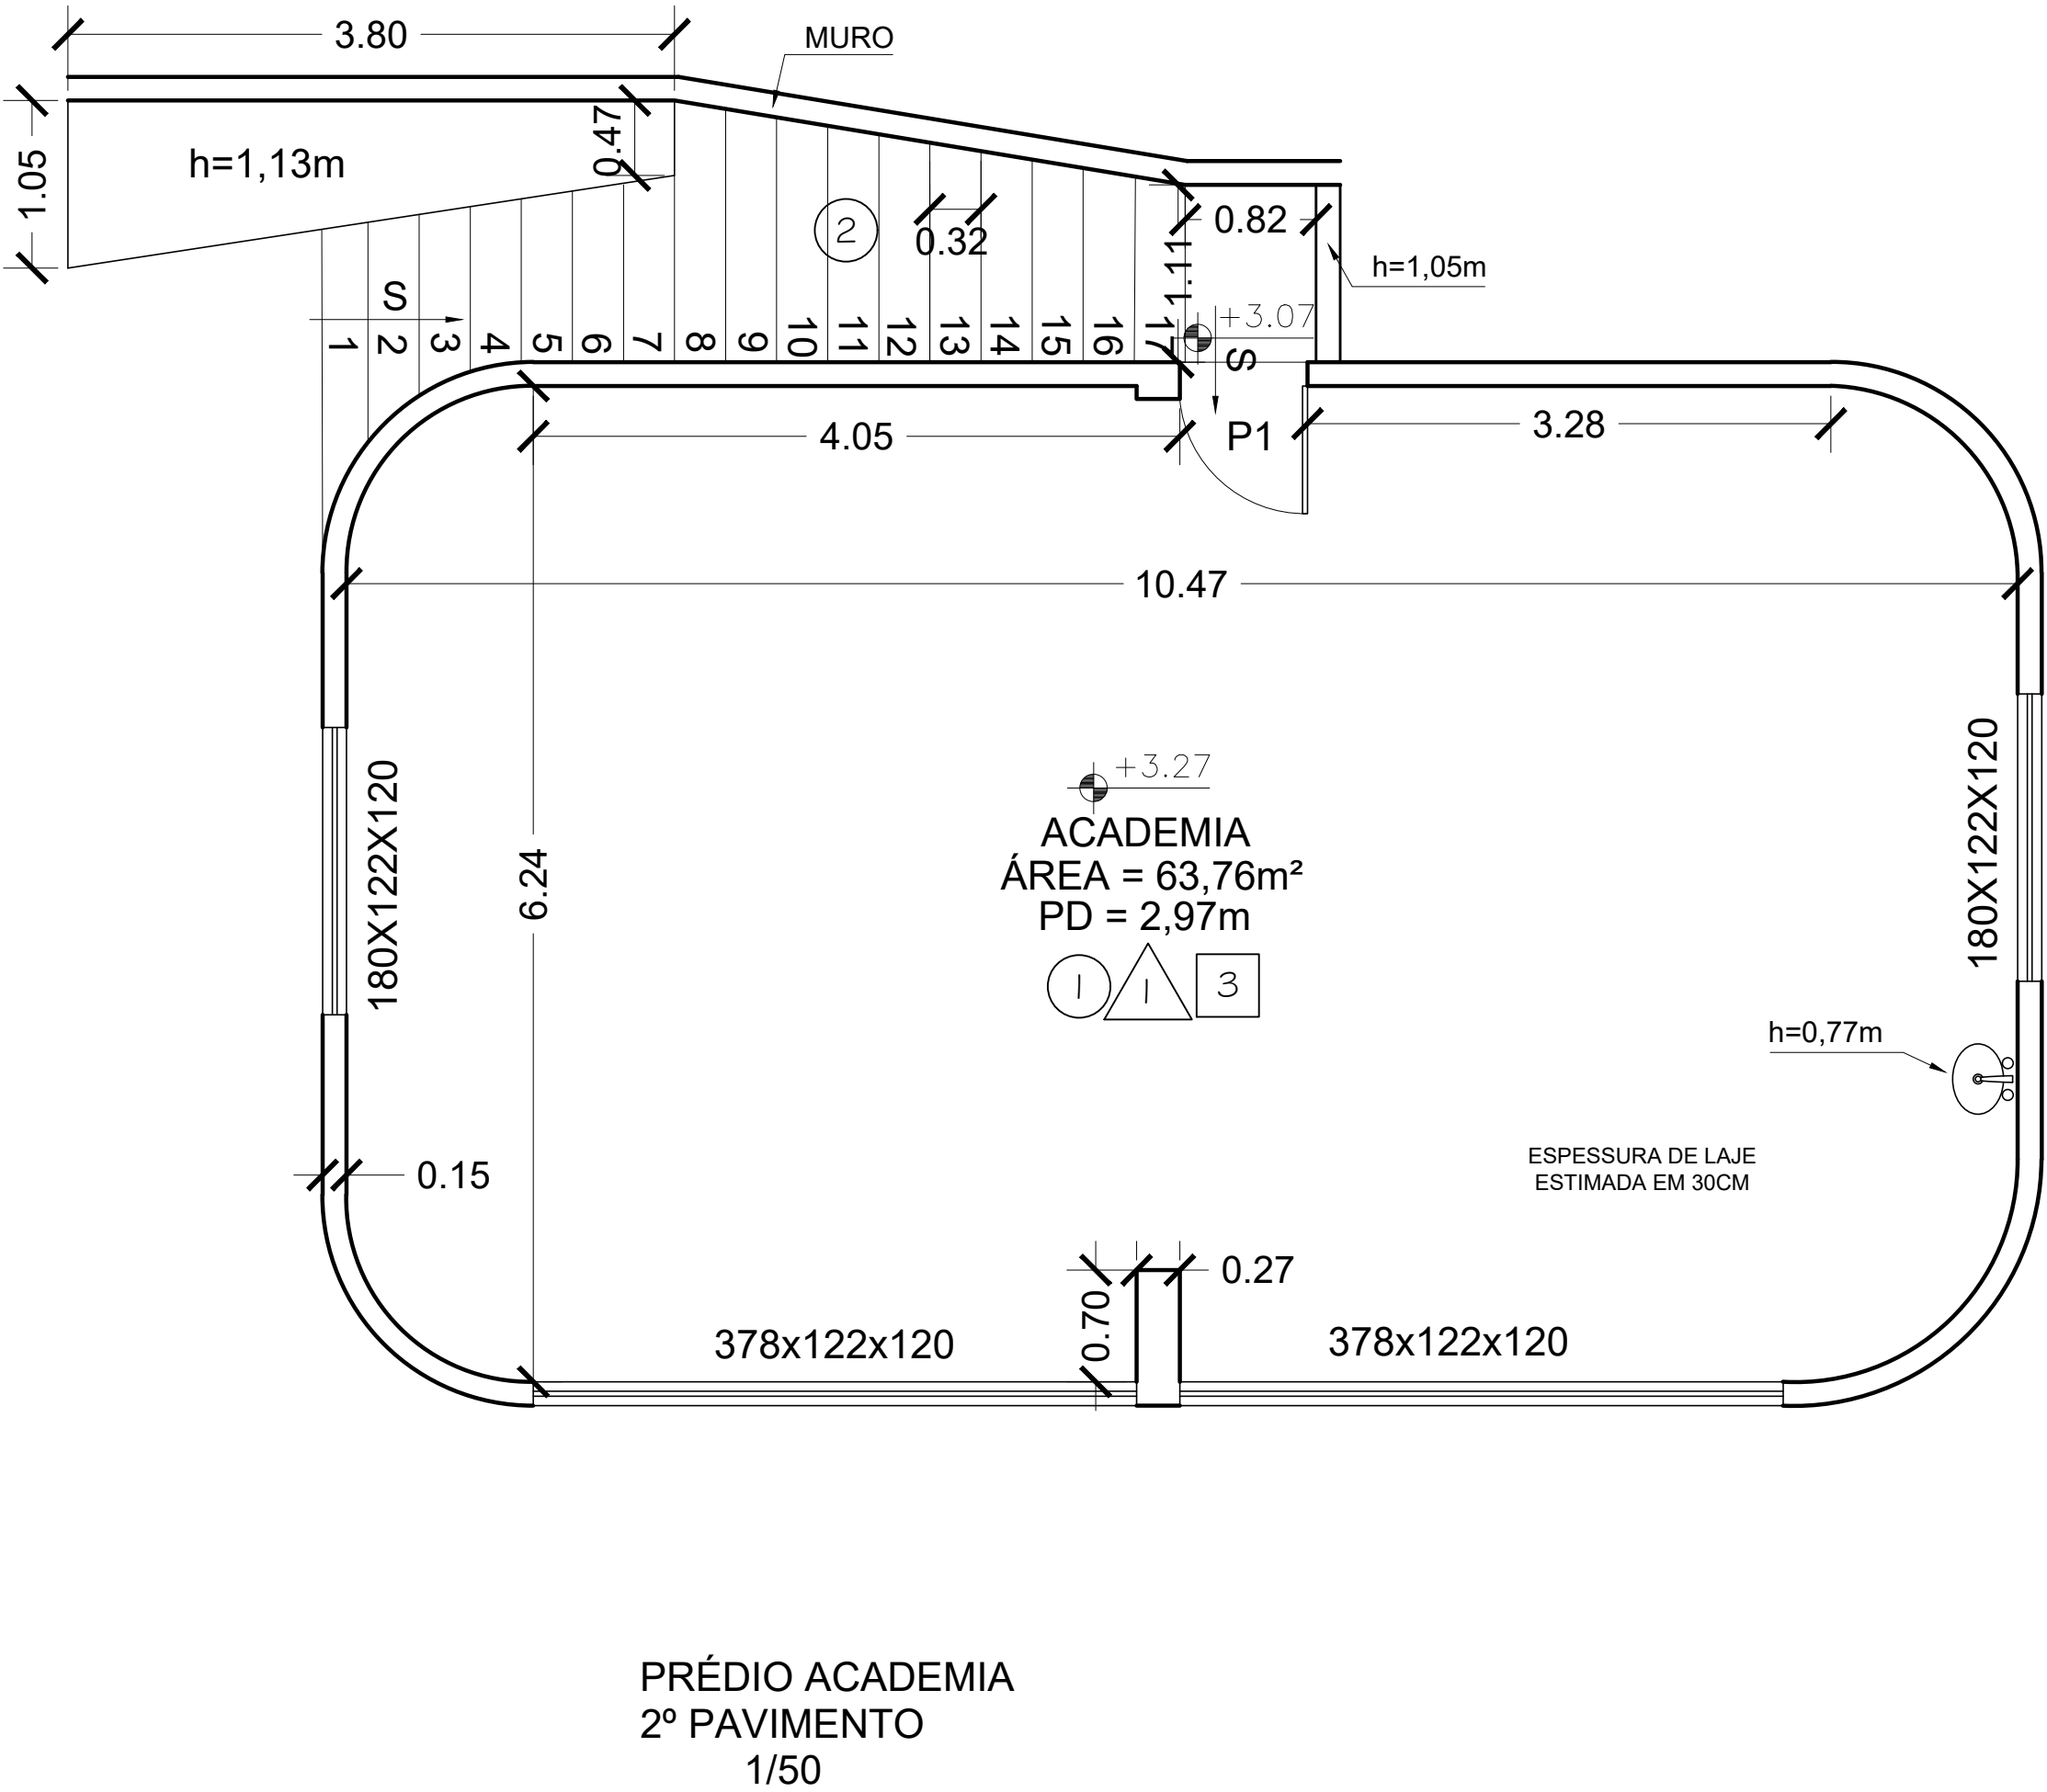 3.80
MURO
1.05
h=1,13m
0.47
2
0.32
1.11
0.82
h=1,05m
S
+3.07
S
1
2
3
4
5
6
7
8
9
10
11
12
13
14
15
16
17
4.05
P1
3.28
10.47
180X122X120
6.24
+3.27
ACADEMIA
ÁREA = 63,76m²
PD = 2,97m
1
1
3
180X122X120
h=0,77m
0.15
ESPESSURA DE LAJE
ESTIMADA EM 30CM
0.27
0.70
378x122x120
378x122x120
PRÉDIO ACADEMIA
2º PAVIMENTO
1/50